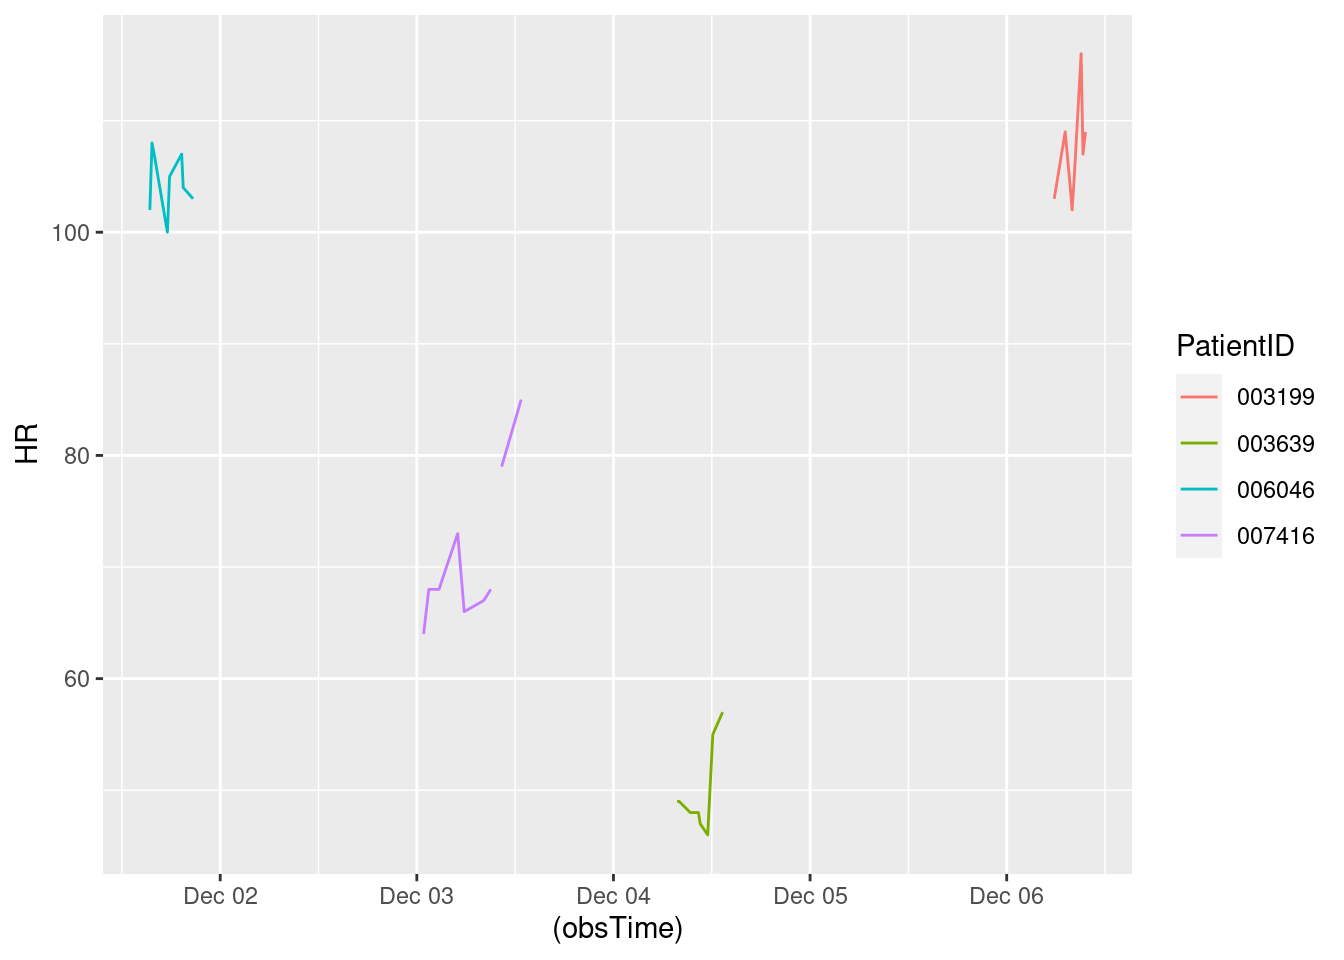 100
80
60
HR
Dec 02
Dec 03
Dec 04
Dec 05
Dec 06
(obsTime)
PatientID
003199
003639
006046
007416